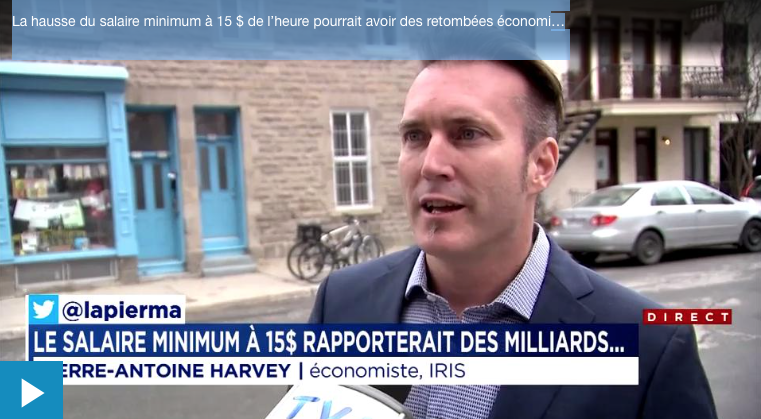 La hausse du salaire minimum à 15 $ de l'heure pourrait avoir des retombées économi...
@lapierma
DIRECT
LE SALAIRE MINIMUM À 15$ RAPPORTERAIT DES MILLIARDS...
ERRE-ANTOINE HARVEY | économiste, IRIS
TV